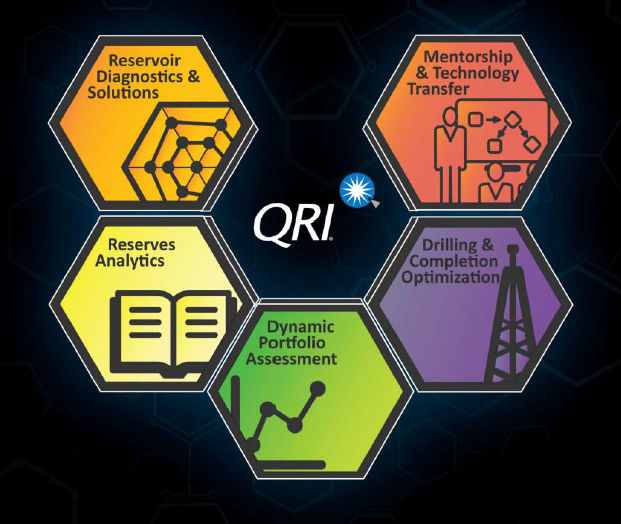 Reservoir
Diagnostics &
Solutions
Mentorship
& Technology
Transfer
QRI
Reserves
Analytics
Drilling &
Completion
Optimization
Dynamic
Portfolio
Assessment